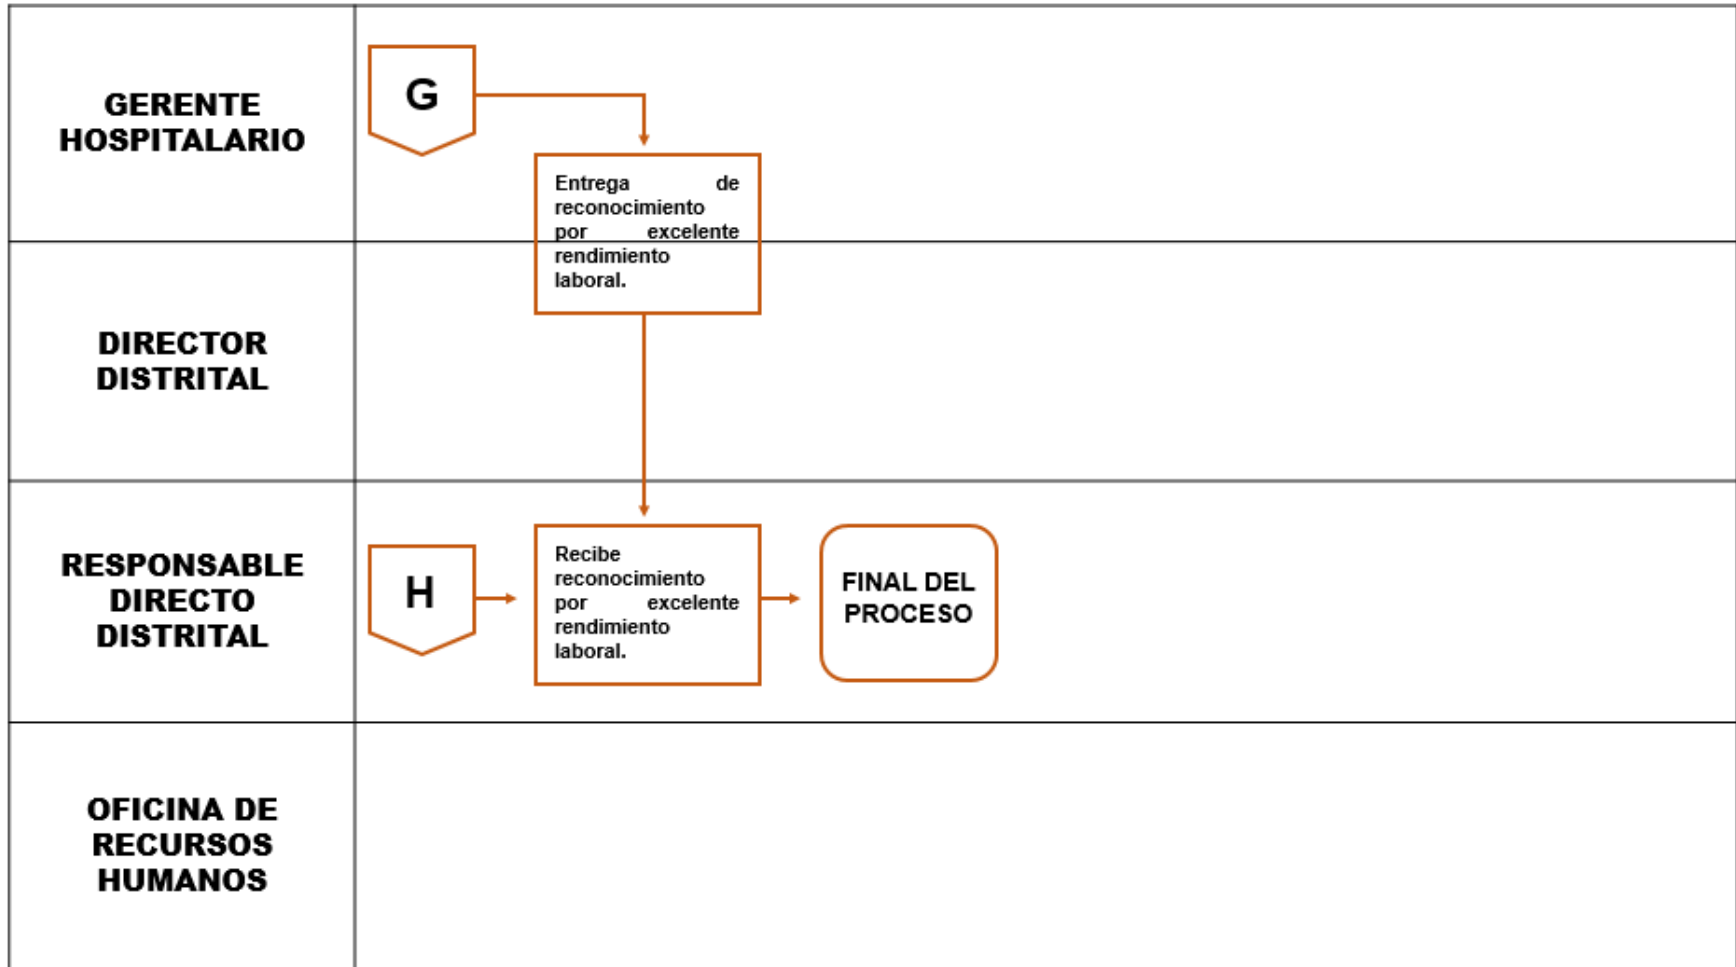 GERENTE
HOSPITALARIO
G
Entrega de
reconocimiento
por excelente
rendimiento
laboral.
DIRECTOR
DISTRITAL
RESPONSABLE
DIRECTO
DISTRITAL
H
Recibe
reconocimiento
por excelente
rendimiento
laboral.
FINAL DEL
PROCESO
OFICINA DE
RECURSOS
HUMANOS